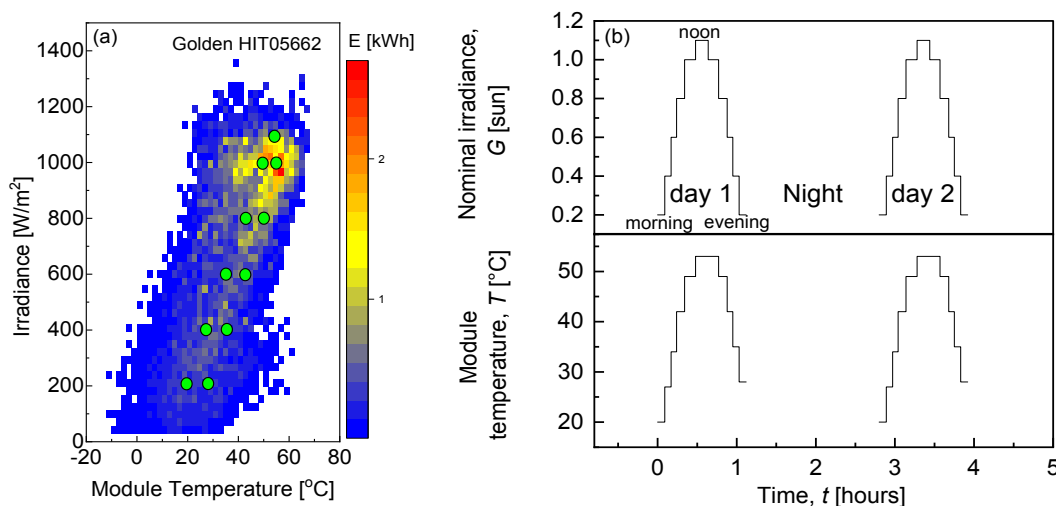 (a)
Golden HIT05662
E [kWh]
1400
1200
1000
800
600
400
200
0
Irradiance [W/m²]
-20
0
20
40
60
80
Module Temperature [°C]
2
1
(b)
noon
1.2
1.0
0.8
0.6
0.4
0.2
Nominal irradiance,
G [sun]
day 1
Night
day 2
morning
evening
50
40
30
20
Module
temperature, T [°C]
0
1
2
3
4
5
Time, t [hours]